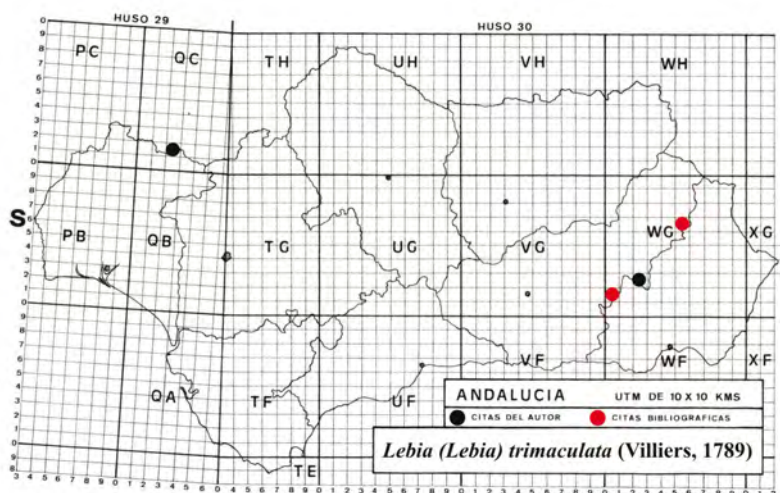 HUSO 29 HUSO 30
PC QC TH UH VH WH
S
PB QB TG UG VG WG XG
QA TF UF VF WF XF
TE
ANDALUCIA UTM DE 10 X 10 KMS
CITAS DEL AUTOR CITAS BIBLIOGRAFICAS
Lebia (Lebia) trimaculata (Villiers, 1789)